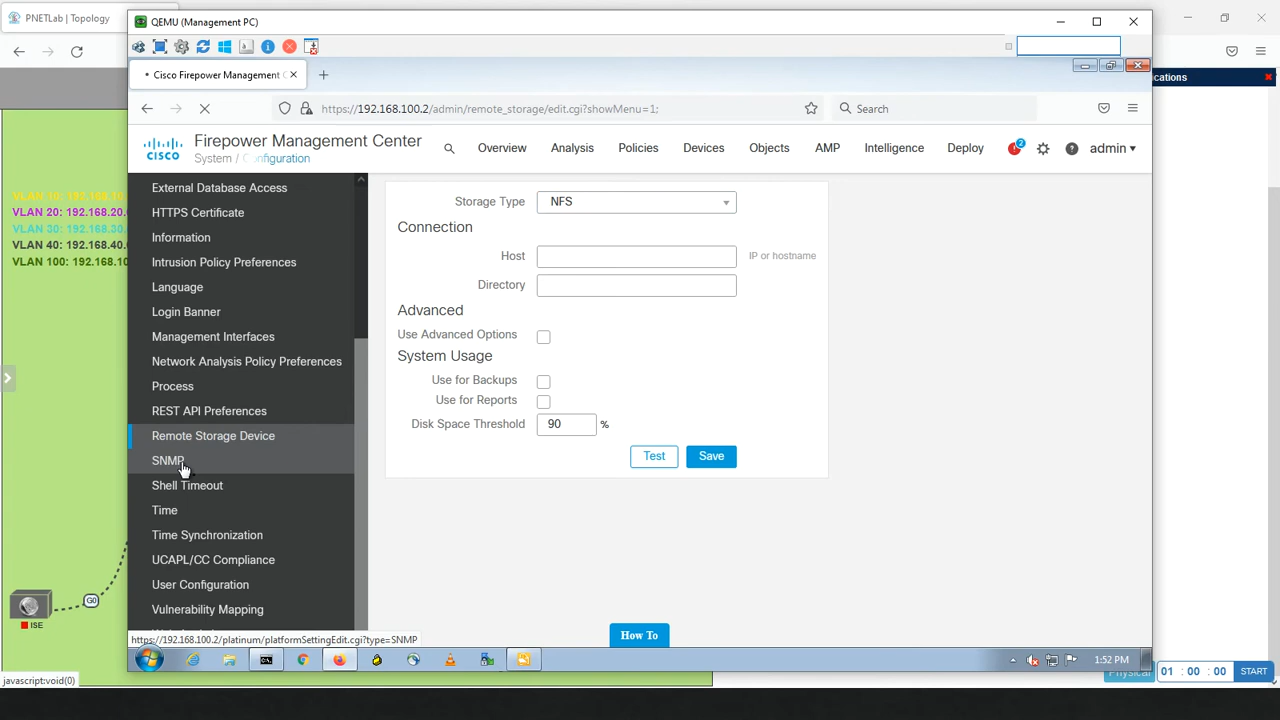 PNETLab | Topology
QEMU (Management PC)
Cisco Firepower Management C
https://192.168.100.2/admin/remote_storage/edit.cgi?showMenu=1;
Search
cations
CISCO
Firepower Management Center
System / Configuration
Overview
Analysis
Policies
Devices
Objects
AMP
Intelligence
Deploy
2
admin
VLAN 10: 192.168.10
VLAN 20: 192.168.20.
VLAN 30: 192.168.30.
VLAN 40: 192.168.40.
VLAN 100: 192.168.10
External Database Access
HTTPS Certificate
Information
Intrusion Policy Preferences
Language
Login Banner
Management Interfaces
Network Analysis Policy Preferences
Process
REST API Preferences
Remote Storage Device
SNMP
Shell Timeout
Time
Time Synchronization
UCAPL/CC Compliance
User Configuration
Vulnerability Mapping
Storage Type
NFS
Connection
Host
IP or hostname
Directory
Advanced
Use Advanced Options
System Usage
Use for Backups
Use for Reports
Disk Space Threshold
90
%
Test
Save
How To
G0
ISE
https://192.168.100.2/platinum/platformSettingEdit.cgi?type=SNMP
1:52 PM
javascript:void(0)
Physical
01 : 00 : 00
START